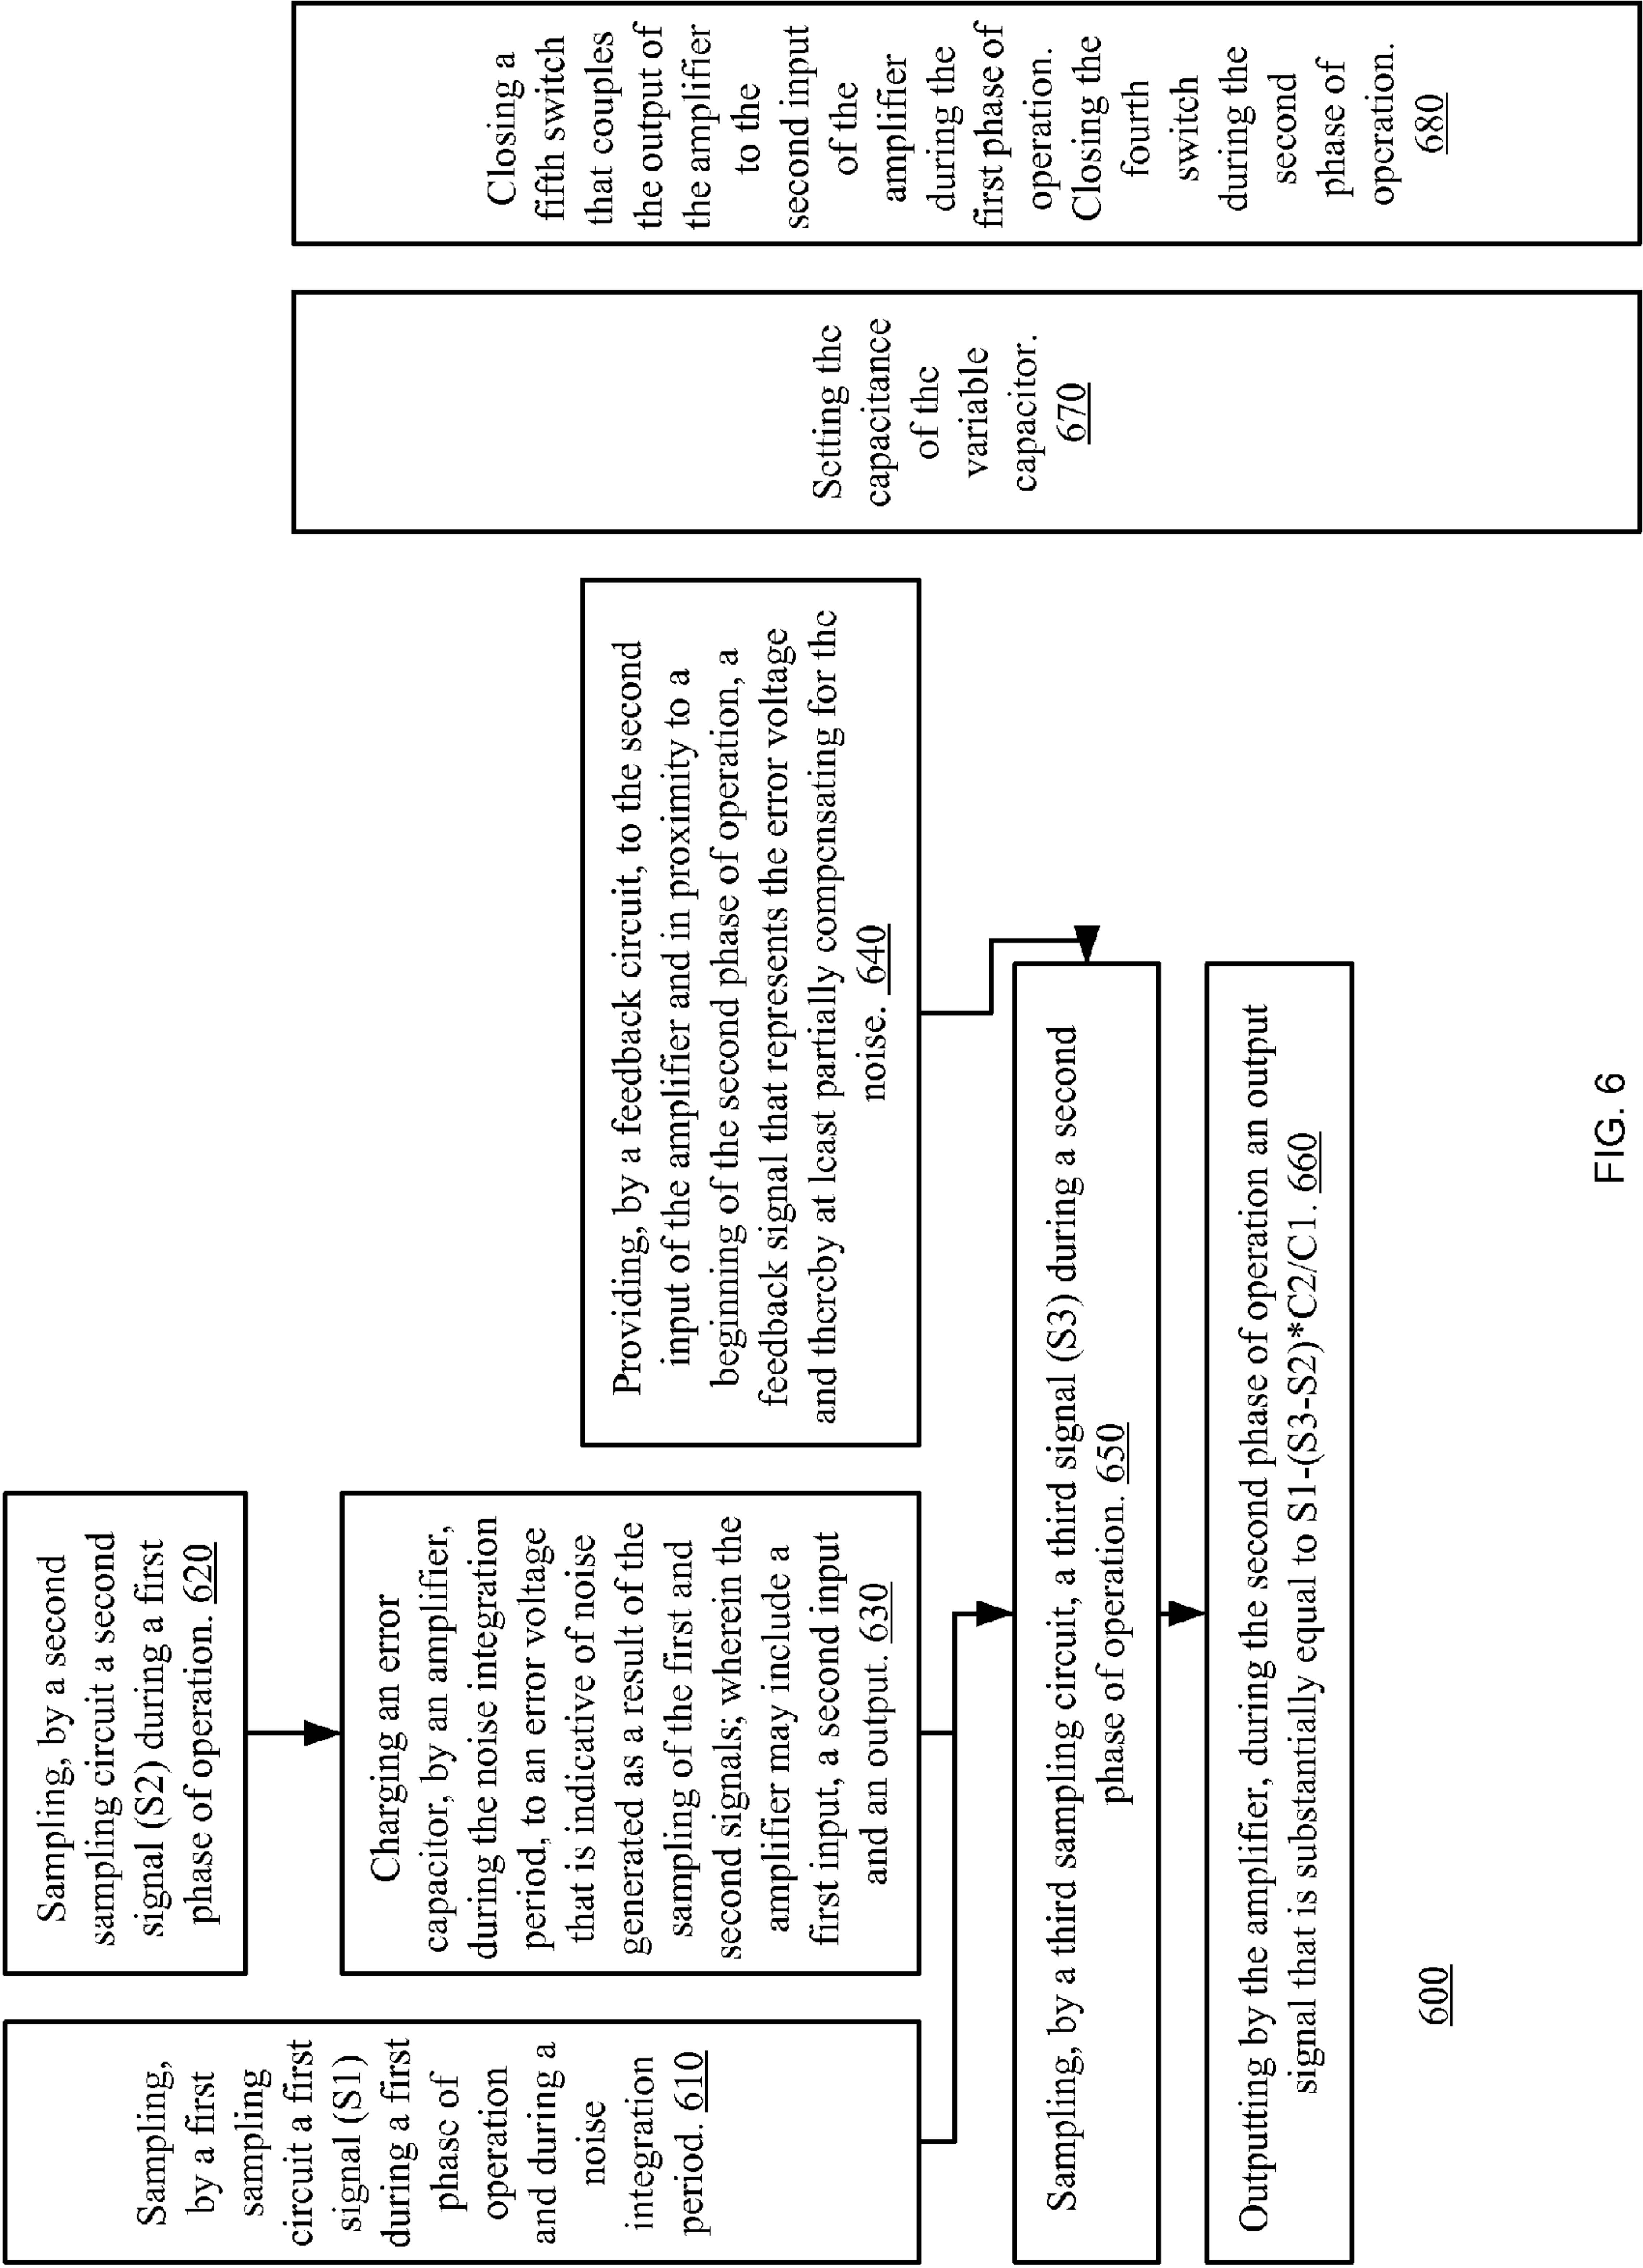 Sampling,
by a first
sampling
circuit a first
signal (S1)
during a first
phase of
operation
and during a
noise
integration
period. 610
Sampling, by a second
sampling circuit a second
signal (S2) during a first
phase of operation. 620
Charging an error
capacitor, by an amplifier,
during the noise integration
period, to an error voltage
that is indicative of noise
generated as a result of the
sampling of the first and
second signals; wherein the
amplifier may include a
first input, a second input
and an output. 630
Providing, by a feedback circuit, to the second
input of the amplifier and in proximity to a
beginning of the second phase of operation, a
feedback signal that represents the error voltage
and thereby at least partially compensating for the
noise. 640
Sampling, by a third sampling circuit, a third signal (S3) during a second
phase of operation. 650
Outputing by the amplifier, during the second phase of operation an output
signal that is substantially equal to S1-(S3-S2)*C2/C1. 660
Setting the
capacitance
of the
variable
capacitor.
670
Closing a
fifth switch
that couples
the output of
the amplifier
to the
second input
of the
amplifier
during the
first phase of
operation.
Closing the
fourth
switch
during the
second
phase of
operation.
680
600
FIG. 6